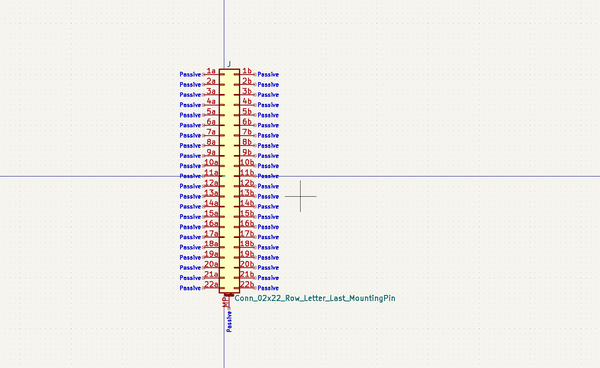 J
Passive 1a 1b Passive
Passive 2a 2b Passive
Passive 3a 3b Passive
Passive 4a 4b Passive
Passive 5a 5b Passive
Passive 6a 6b Passive
Passive 7a 7b Passive
Passive 8a 8b Passive
Passive 9a 9b Passive
Passive 10a 10b Passive
Passive 11a 11b Passive
Passive 12a 12b Passive
Passive 13a 13b Passive
Passive 14a 14b Passive
Passive 15a 15b Passive
Passive 16a 16b Passive
Passive 17a 17b Passive
Passive 18a 18b Passive
Passive 19a 19b Passive
Passive 20a 20b Passive
Passive 21a 21b Passive
Passive 22a 22b Passive
MP Conn_02x22_Row_Letter_Last_MountingPin
Passive